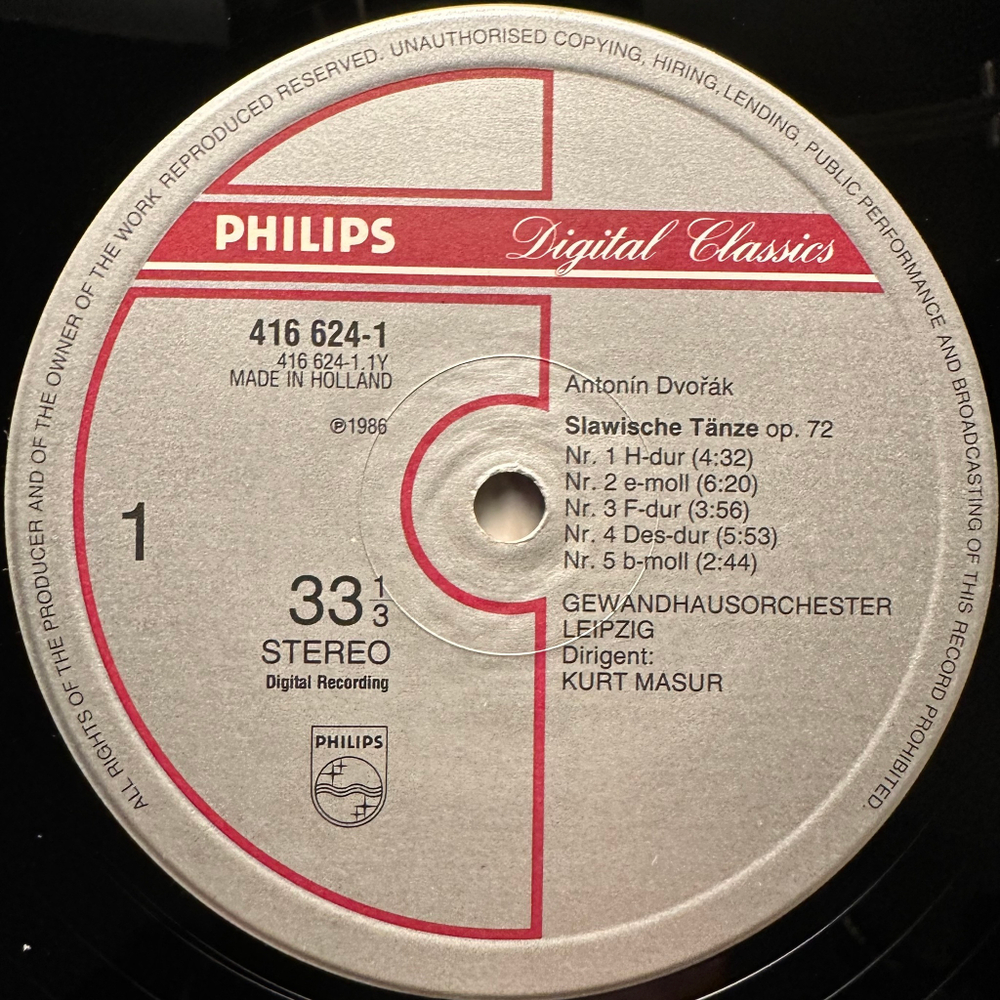 ALL RIGHTS OF THE PRODUCER AND OF THE OWNER OF THE WORK REPRODUCED RESERVED. UNAUTHORISED COPYING, HIRING, LENDING, PUBLIC PERFORMANCE AND BROADCASTING OF THIS RECORD PROHIBITED.
PHILIPS Digital Classics
416 624-1
416 624-1.1Y
MADE IN HOLLAND
℗1986
1
33 1/3
STEREO
Digital Recording
PHILIPS
Antonín Dvořák
Slawische Tänze op. 72
Nr. 1 H-dur (4:32)
Nr. 2 e-moll (6:20)
Nr. 3 F-dur (3:56)
Nr. 4 Des-dur (5:53)
Nr. 5 b-moll (2:44)
GEWANDHAUSORCHESTER
LEIPZIG
Dirigent:
KURT MASUR